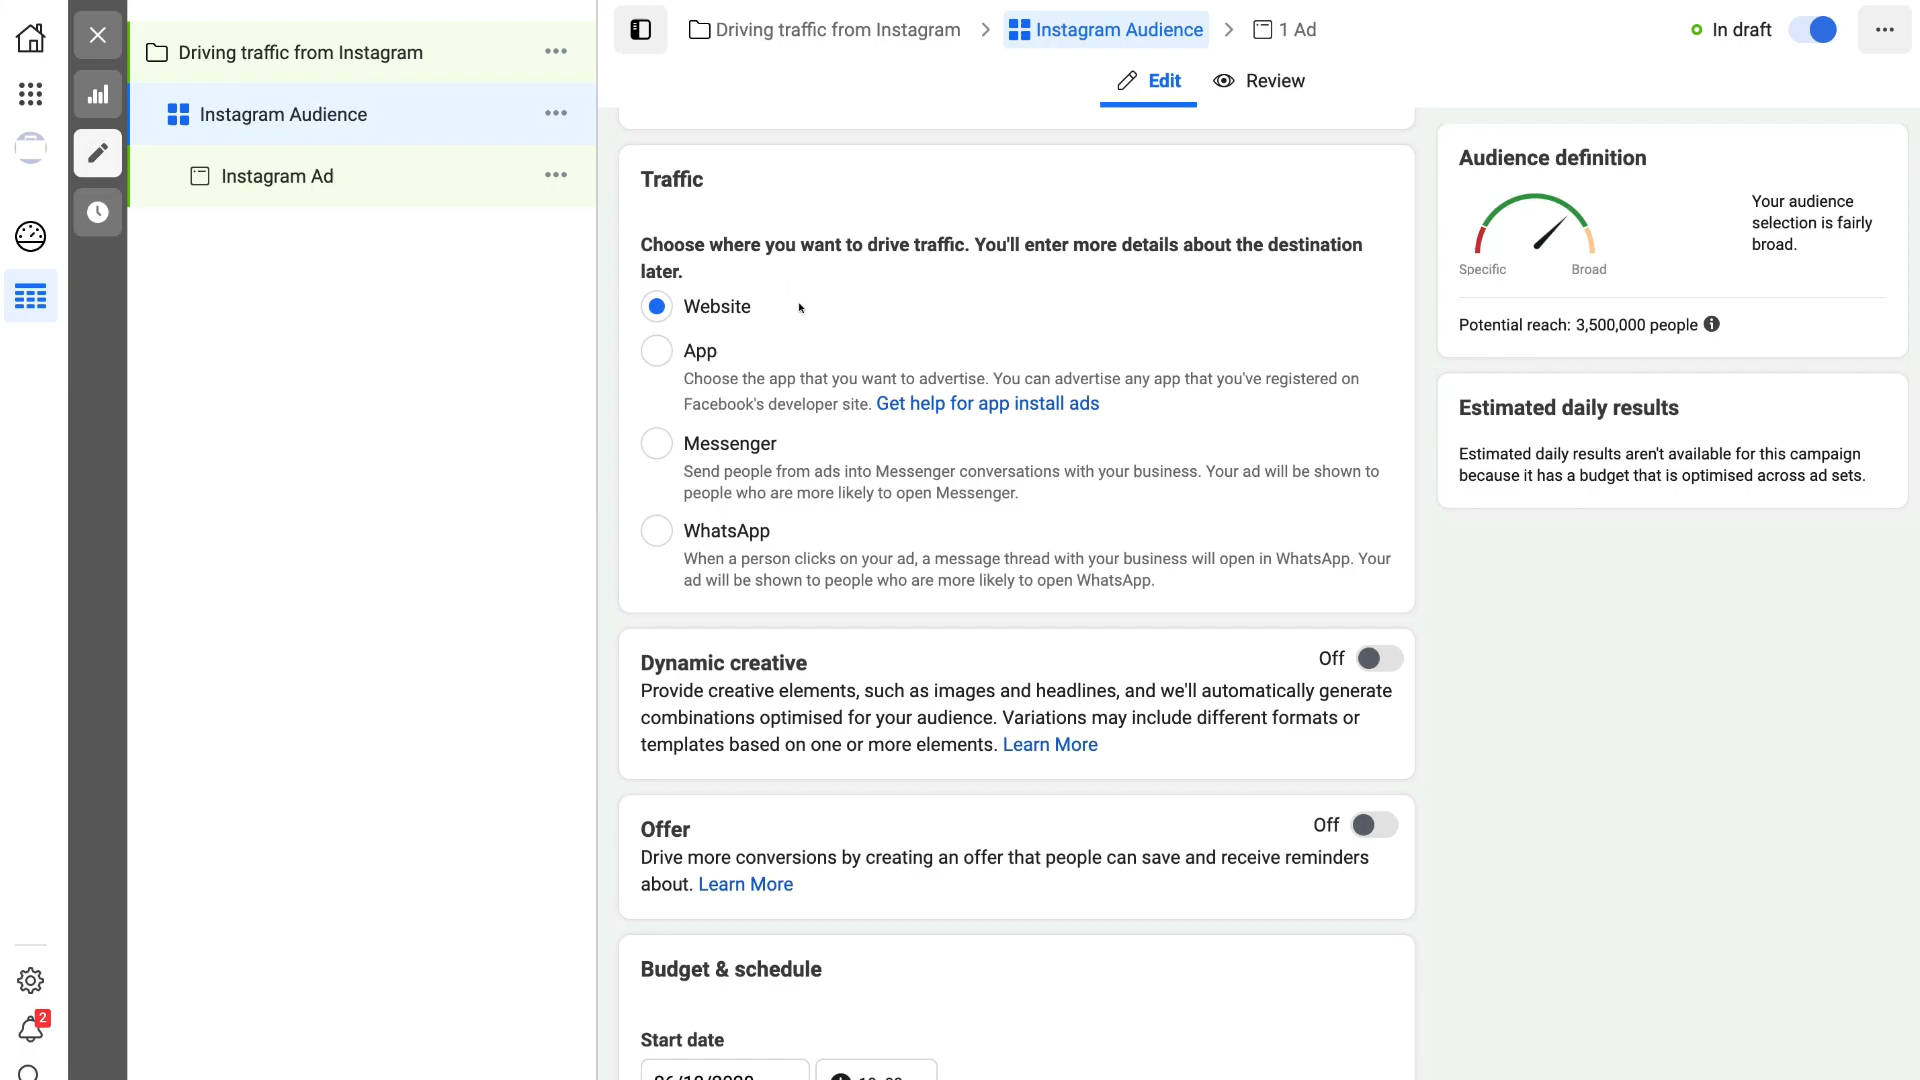 Driving traffic from Instagram
Instagram Audience
Instagram Ad
2
Driving traffic from Instagram
Instagram Audience
1 Ad
In draft
Edit
Review
Traffic
Choose where you want to drive traffic. You'll enter more details about the destination
later.
Website
App
Choose the app that you want to advertise. You can advertise any app that you've registered on
Facebook's developer site. Get help for app install ads
Messenger
Send people from ads into Messenger conversations with your business. Your ad will be shown to
people who are more likely to open Messenger.
WhatsApp
When a person clicks on your ad, a message thread with your business will open in WhatsApp. Your
ad will be shown to people who are more likely to open WhatsApp.
Dynamic creative
Off
Provide creative elements, such as images and headlines, and we'll automatically generate
combinations optimised for your audience. Variations may include different formats or
templates based on one or more elements. Learn More
Offer
Off
Drive more conversions by creating an offer that people can save and receive reminders
about. Learn More
Budget & schedule
Start date
Audience definition
Your audience
selection is fairly
broad.
Specific
Broad
Potential reach: 3,500,000 people
Estimated daily results
Estimated daily results aren't available for this campaign
because it has a budget that is optimised across ad sets.